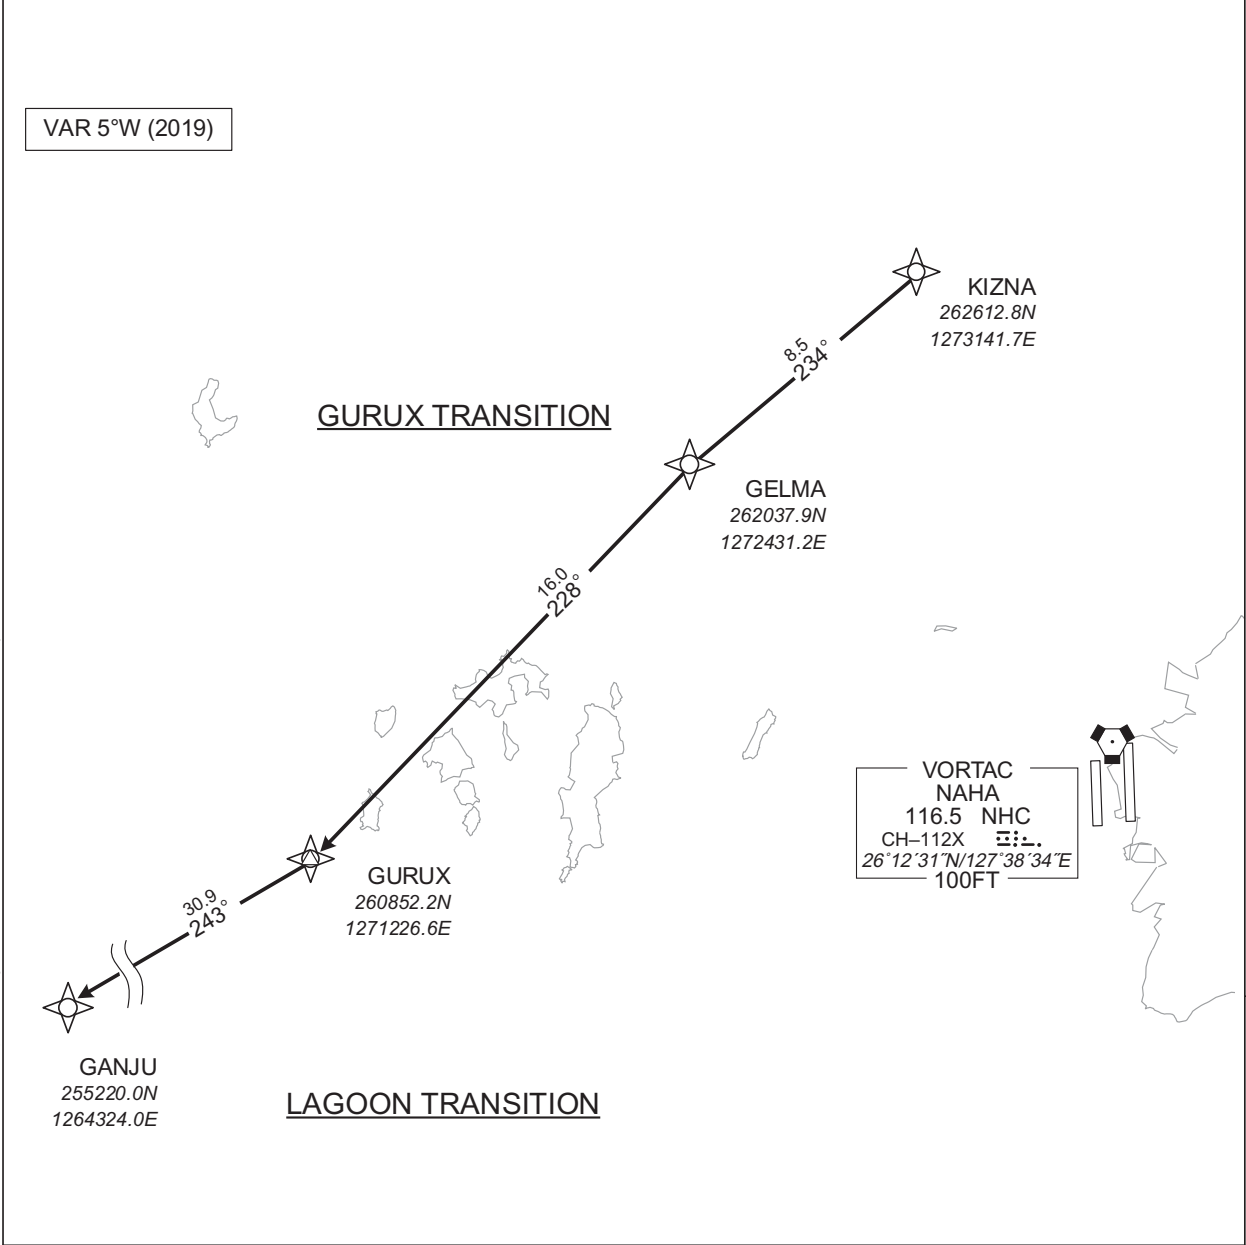 VAR 5°W (2019)
KIZNA
262612.8N
1273141.7E
8.5
234°
GURUX TRANSITION
GELMA
262037.9N
1272431.2E
16.0
228°
VORTAC
NAHA
116.5 NHC
CH–112X
26°12´31˝N/127°38´34˝E
100FT
GURUX
260852.2N
1271226.6E
30.9
243°
GANJU
255220.0N
1264324.0E
LAGOON TRANSITION